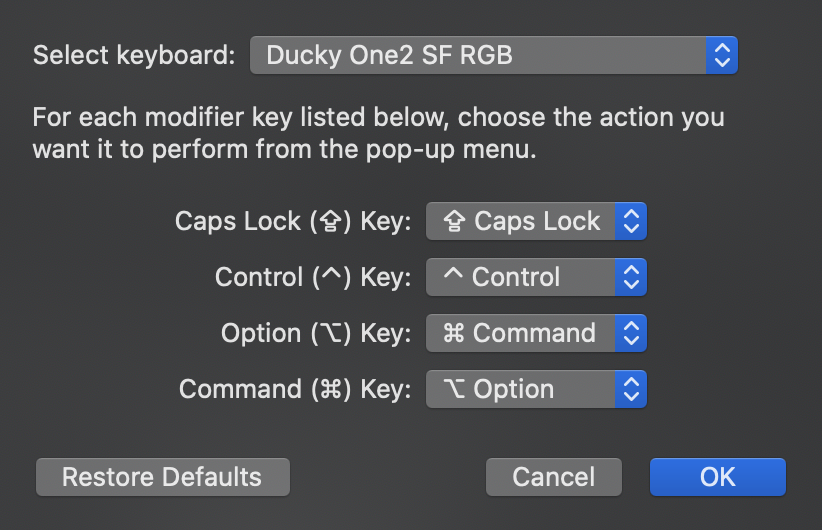 Select keyboard: Ducky One2 SF RGB
For each modifier key listed below, choose the action you
want it to perform from the pop-up menu.
Caps Lock (⇪) Key: ⇪ Caps Lock
Control (^) Key: ^ Control
Option (⌥) Key: ⌘ Command
Command (⌘) Key: ⌥ Option
Restore Defaults Cancel OK